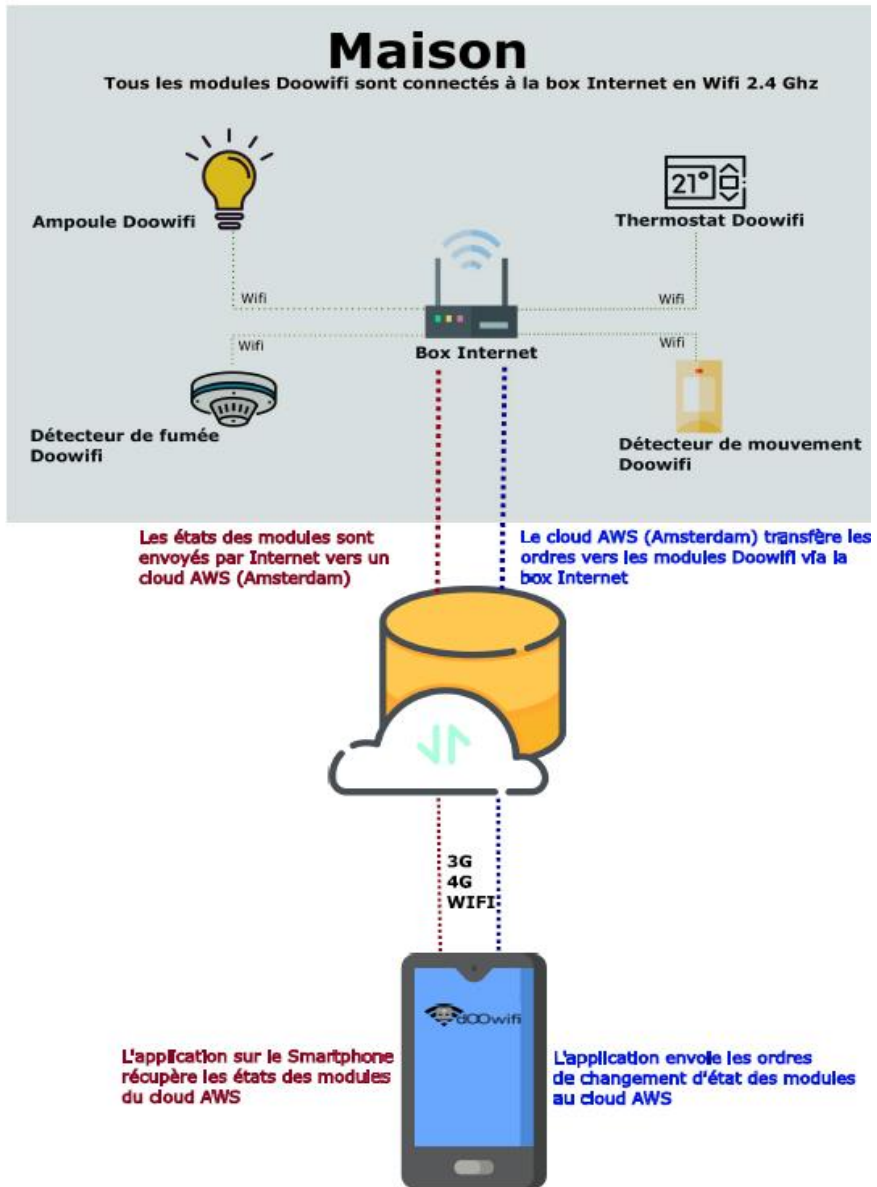 Maison
Tous les modules Doowifi sont connectés à la box Internet en Wifi 2.4 Ghz
21°
Ampoule Doowifi
Thermostat Doowifi
Wifi
Wifi
Wifi
Wifi
Box Internet
Détecteur de fumée
Doowifi
Détecteur de mouvement
Doowifi
Les états des modules sont
envoyés par Internet vers un
cloud AWS (Amsterdam)
Le cloud AWS (Amsterdam) transfère les
ordres vers les modules Doowifi via la
box Internet
3G
4G
WIFI
dOOwifi
L'application sur le Smartphone
récupère les états des modules
du cloud AWS
L'application envoie les ordres
de changement d'état des modules
au cloud AWS